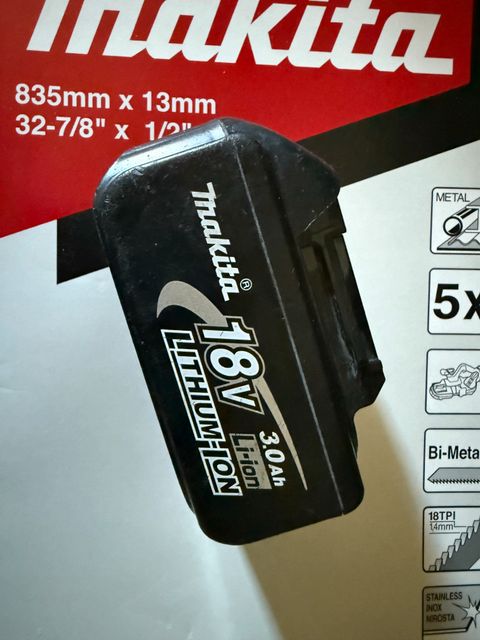 makita
835mm x 13mm
32-7/8" x 1/2"
METAL
5x
Bi-Meta
18TPI
1,4mm
STAINLESS
INOX
NIROSTA
makita®
18V
LITHIUM-ION
3.0Ah
Li-ion